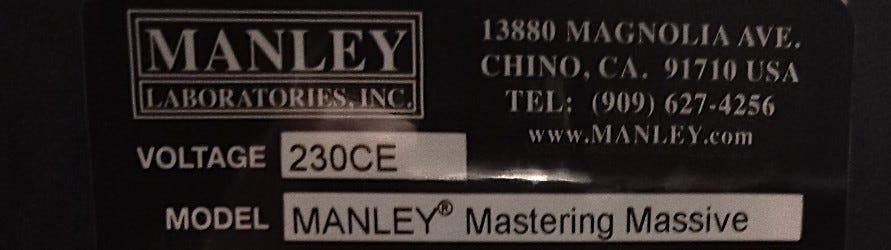 MANLEY
LABORATORIES, INC.
13880 MAGNOLIA AVE.
CHINO, CA. 91710 USA
TEL: (909) 627-4256
www.MANLEY.com
VOLTAGE 230CE
MODEL MANLEY® Mastering Massive